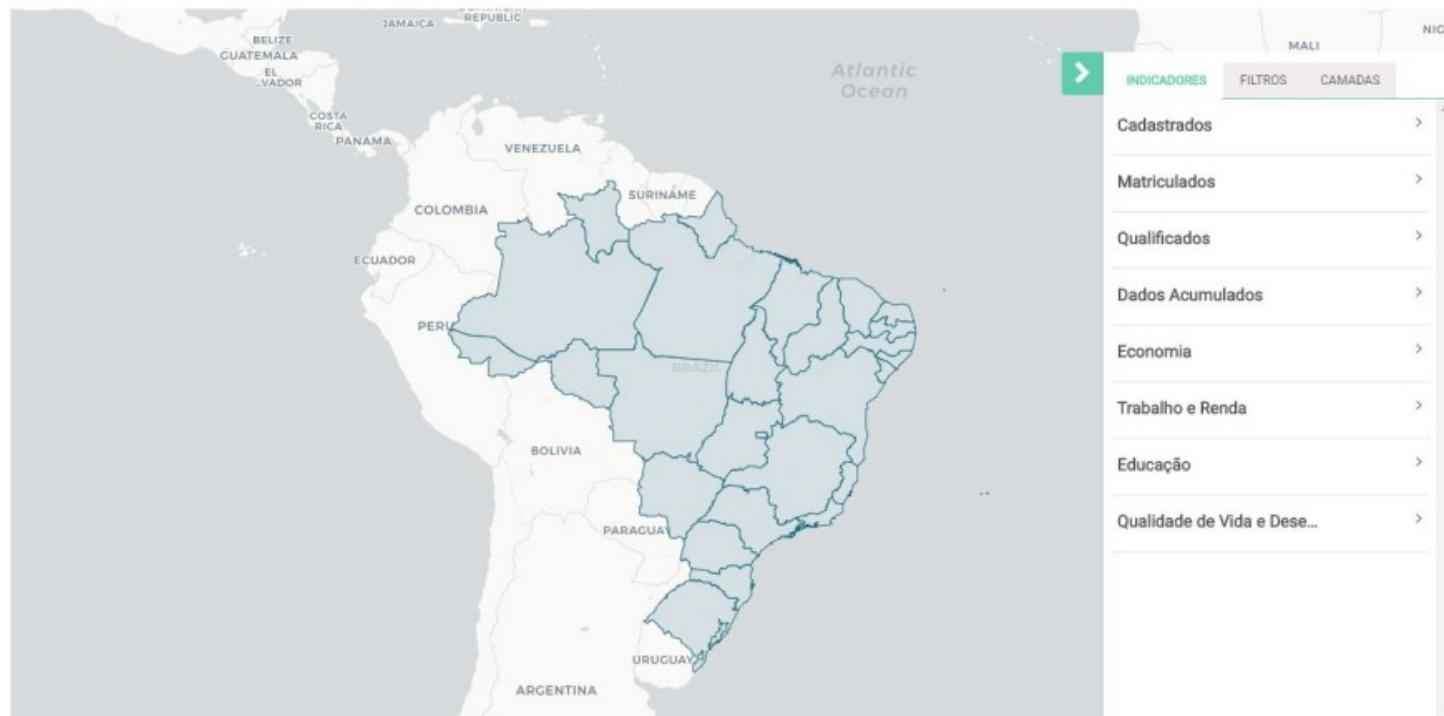 JAMAICA
REPUBLIC
BELIZE
GUATEMALA
EL
.VADOR
COSTA
RICA
PANAMA
VENEZUELA
SURINAME
COLOMBIA
ECUADOR
PERU
BRAZIL
BOLIVIA
PARAGUAY
URUGUAY
ARGENTINA
Atlantic
Ocean
MALI
NIG
INDICADORES FILTROS CAMADAS
Cadastrados
Matriculados
Qualificados
Dados Acumulados
Economia
Trabalho e Renda
Educação
Qualidade de Vida e Dese...